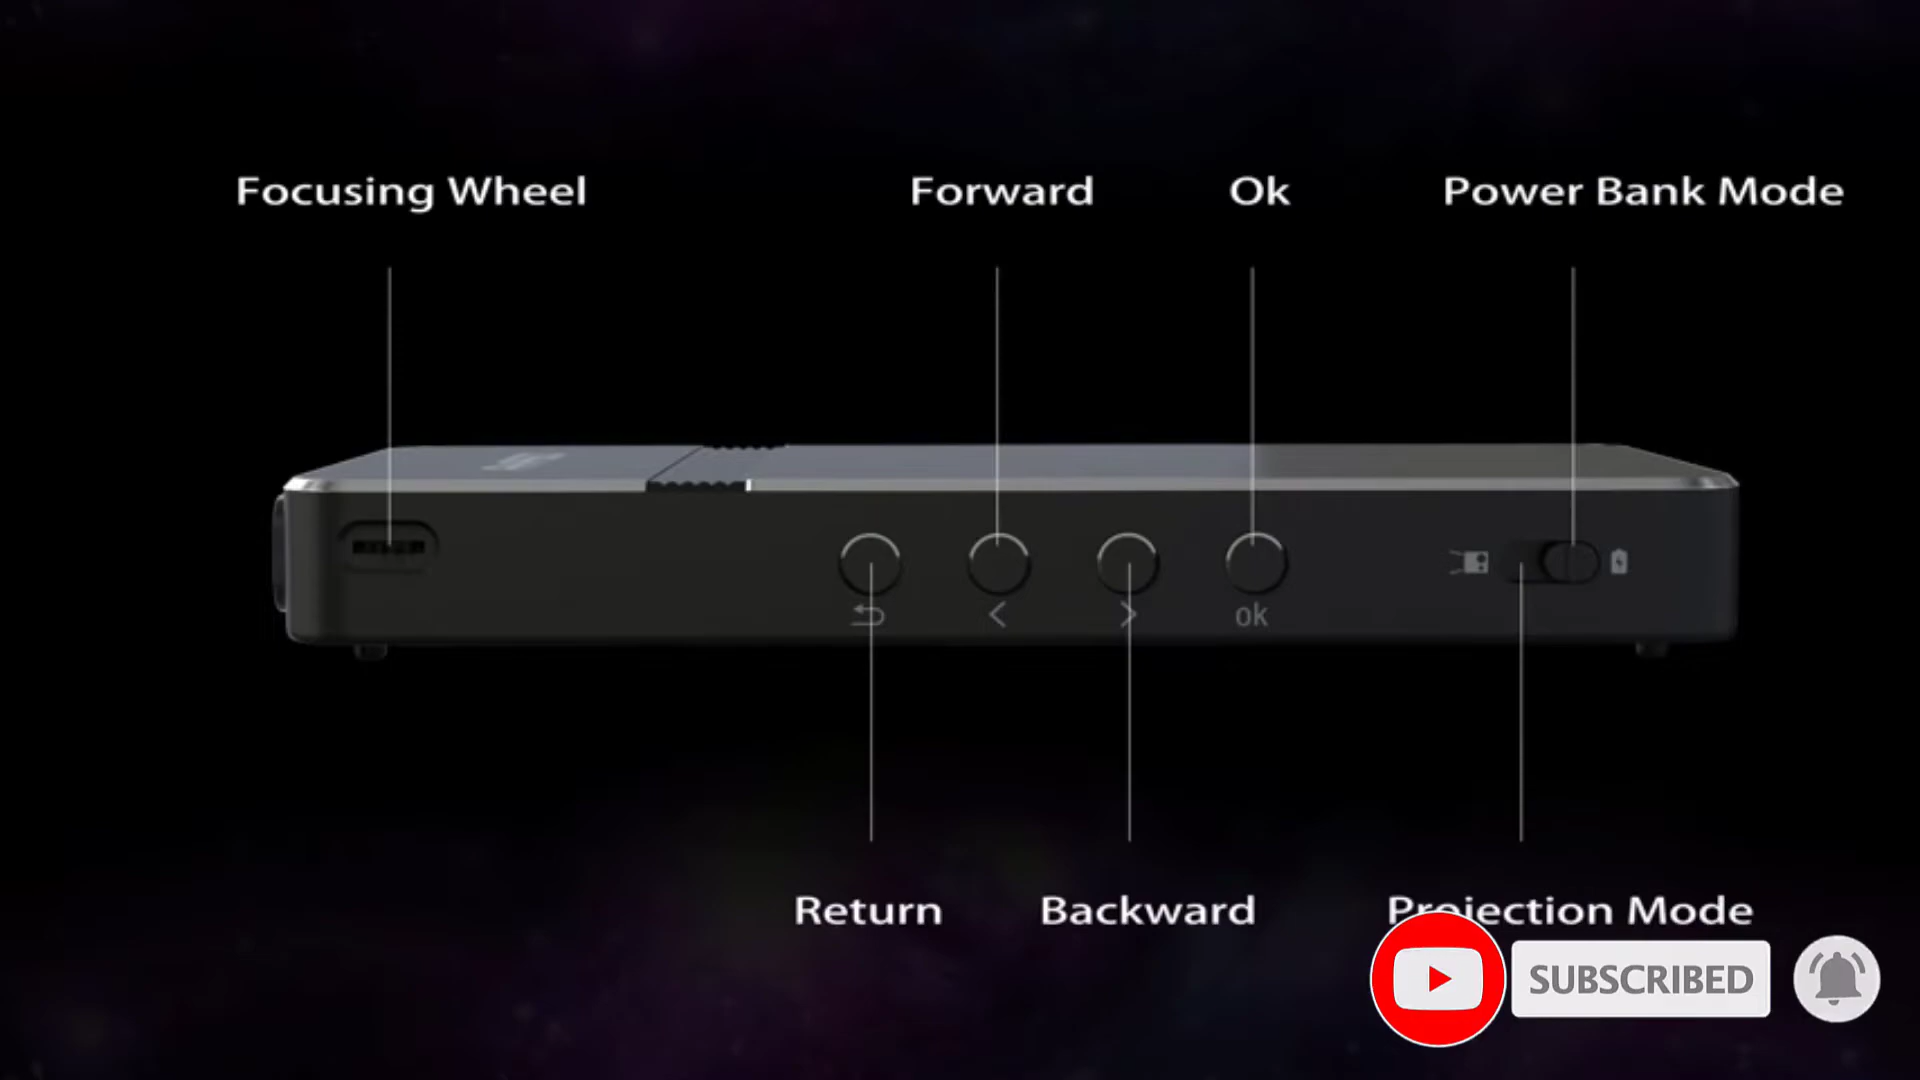 Focusing Wheel
Forward
Ok
Power Bank Mode
ok
Return
Backward
Projection Mode
SUBSCRIBED